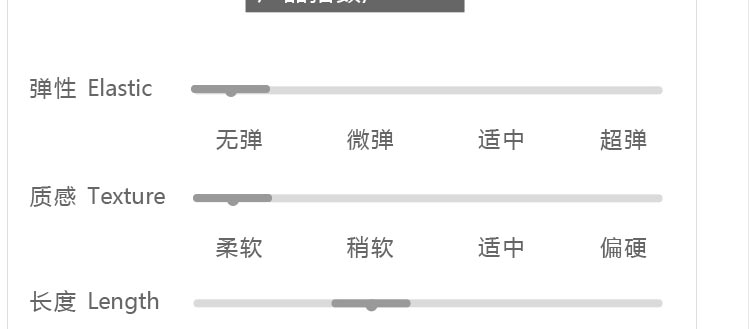 弹性 Elastic
无弹 微弹 适中 超弹
质感 Texture
柔软 稍软 适中 偏硬
长度 Length